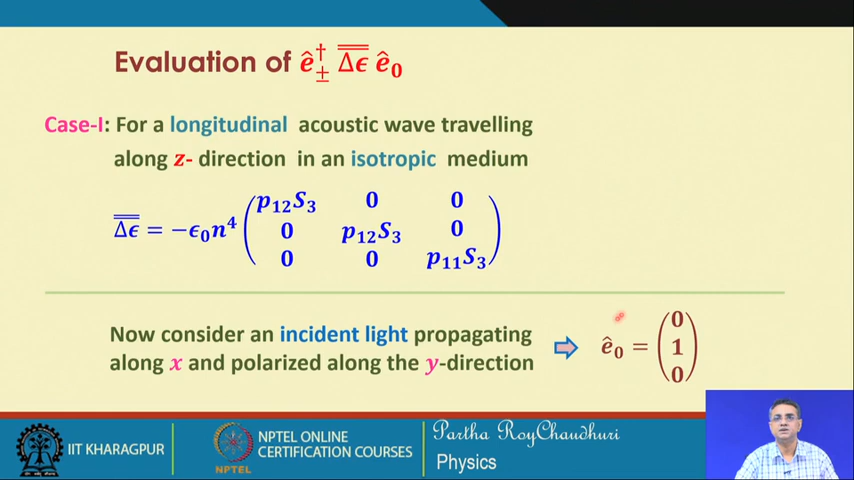 Evaluation of ê±† Δϵ̿ ê₀
Case-I: For a longitudinal acoustic wave travelling
along z- direction in an isotropic medium
Δϵ̿ = −ϵ₀n⁴ (p₁₂S₃ 0 0
0 p₁₂S₃ 0
0 0 p₁₁S₃)
Now consider an incident light propagating
along x and polarized along the y-direction
ê₀ = (0
1
0)
IIT KHARAGPUR
NPTEL
NPTEL ONLINE
CERTIFICATION COURSES
Partha RoyChaudhuri
Physics